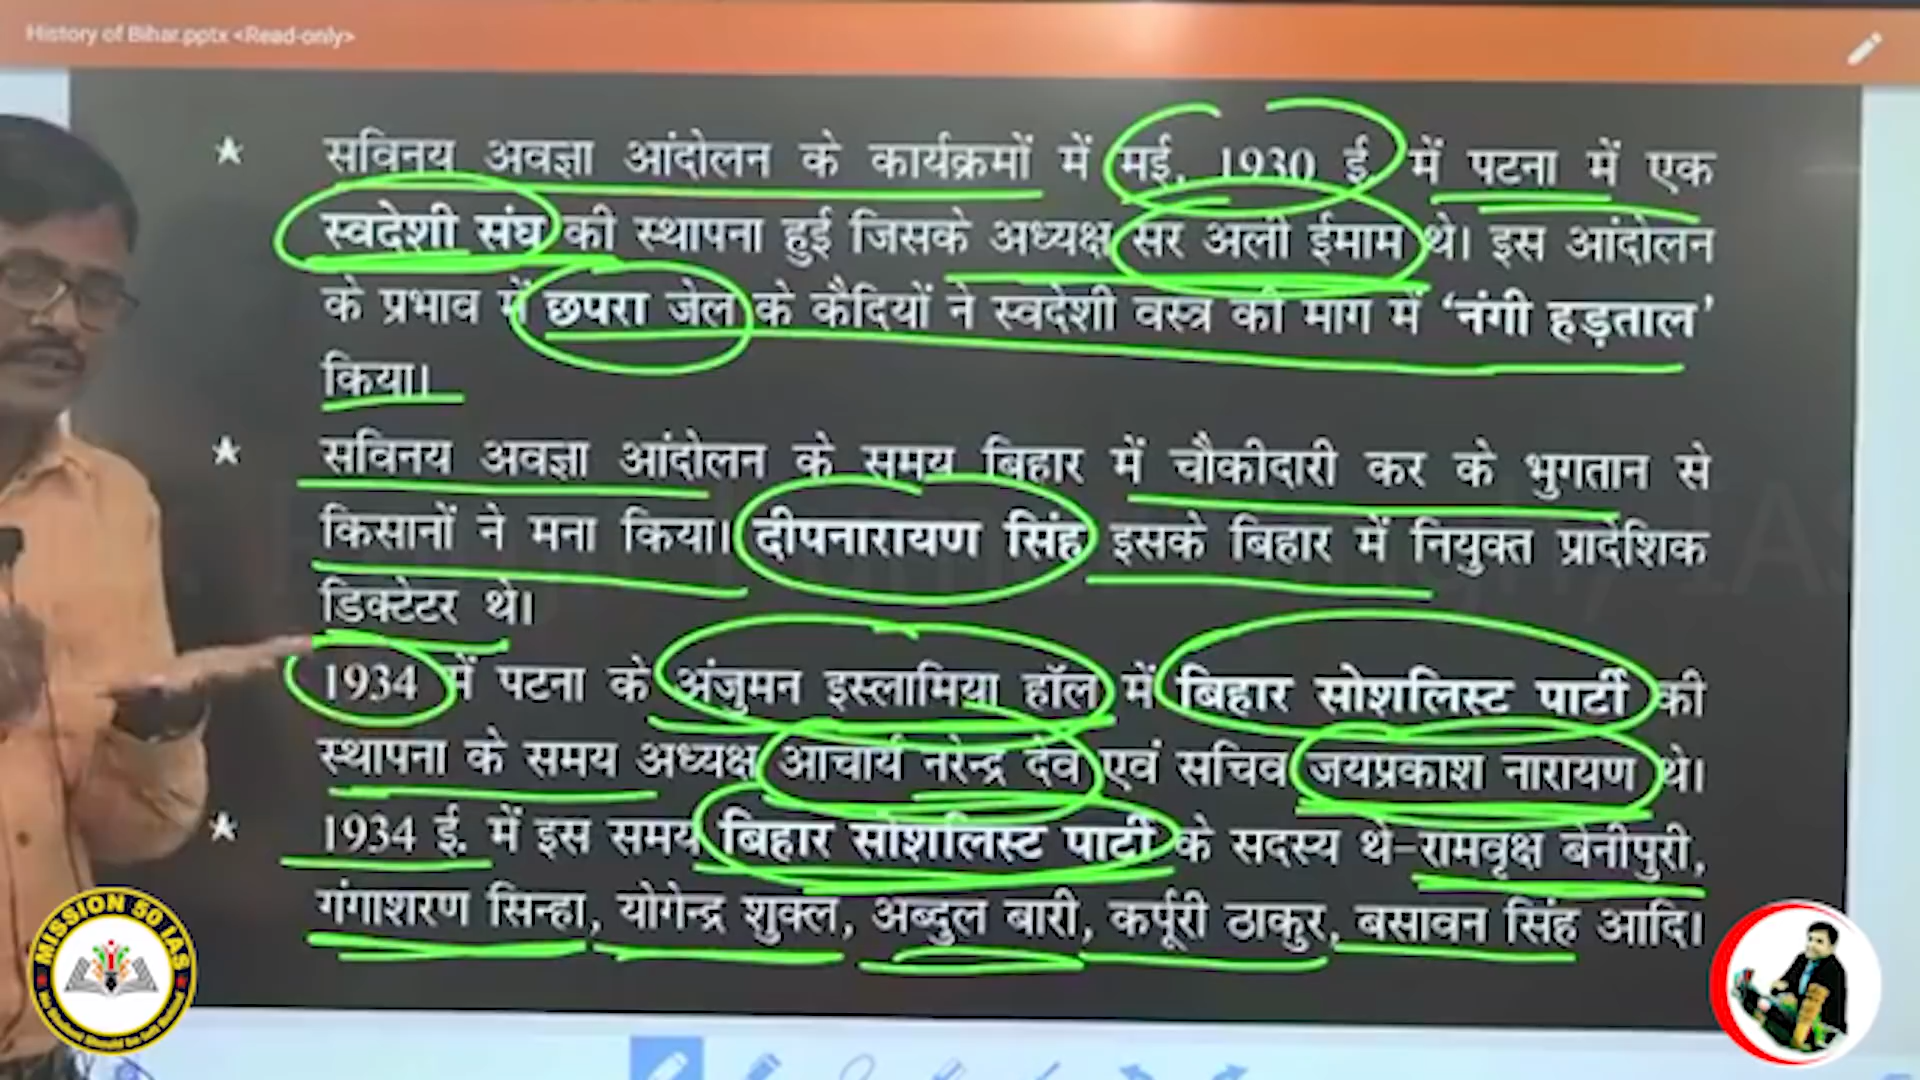 History of Bihar.pptx <Read-only>
★ सविनय अवज्ञा आंदोलन के कार्यक्रमों में मई, 1930 ई. में पटना में एक
स्वदेशी संघ की स्थापना हुई जिसके अध्यक्ष सर अली ईमाम थे। इस आंदोलन
के प्रभाव में छपरा जेल के कैदियों ने स्वदेशी वस्त्र की माग में ‘नंगी हड़ताल’
किया।
★ सविनय अवज्ञा आंदोलन के समय बिहार में चौकीदारी कर के भुगतान से
किसानों ने मना किया। दीपनारायण सिंह इसके बिहार में नियुक्त प्रादेशिक
डिक्टेटर थे।
1934 में पटना के अंजुमन इस्लामिया हॉल में बिहार सोशलिस्ट पार्टी की
स्थापना के समय अध्यक्ष आचार्य नरेन्द्र देव एवं सचिव जयप्रकाश नारायण थे।
★ 1934 ई. में इस समय बिहार सोशलिस्ट पार्टी के सदस्य थे–रामवृक्ष बेनीपुरी,
गंगाशरण सिन्हा, योगेन्द्र शुक्ल, अब्दुल बारी, कर्पूरी ठाकुर, बसावन सिंह आदि।
MISSION 50 IAS